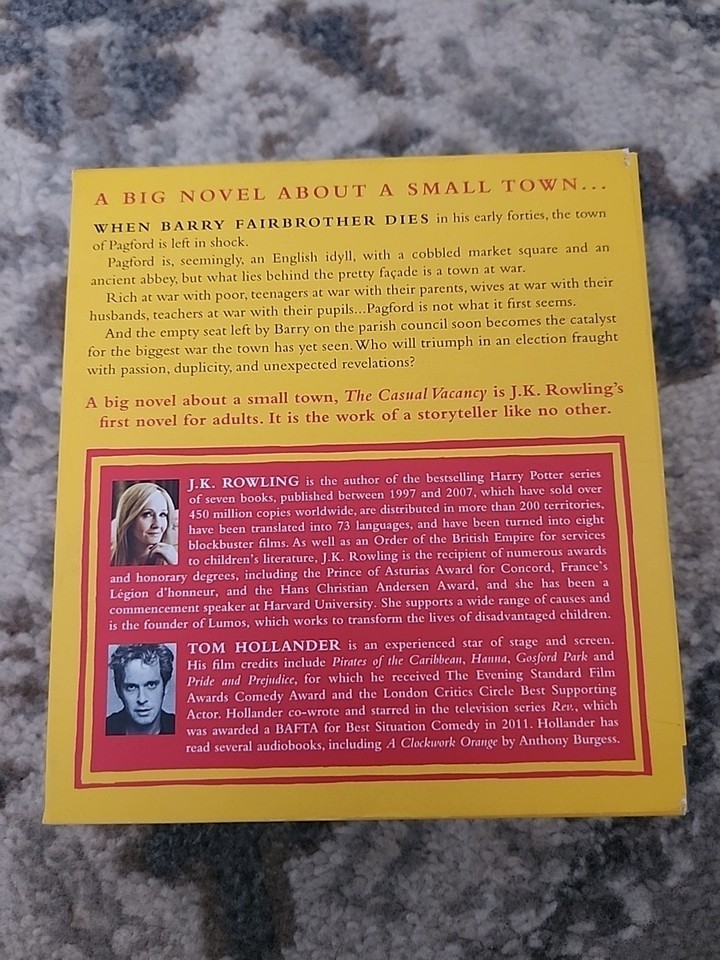 A BIG NOVEL ABOUT A SMALL TOWN...
WHEN BARRY FAIRBROTHER DIES in his early forties, the town
of Pagford is left in shock.
Pagford is, seemingly, an English idyll, with a cobbled market square and an
ancient abbey, but what lies behind the pretty façade is a town at war.
Rich at war with poor, teenagers at war with their parents, wives at war with their
husbands, teachers at war with their pupils...Pagford is not what it first seems.
And the empty seat left by Barry on the parish council soon becomes the catalyst
for the biggest war the town has yet seen. Who will triumph in an election fraught
with passion, duplicity, and unexpected revelations?
A big novel about a small town, The Casual Vacancy is J.K. Rowling's
first novel for adults. It is the work of a storyteller like no other.
J.K. ROWLING is the author of the bestselling Harry Potter series
of seven books, published between 1997 and 2007, which have sold over
450 million copies worldwide, are distributed in more than 200 territories,
have been translated into 73 languages, and have been turned into eight
blockbuster films. As well as an Order of the British Empire for services
to children's literature, J.K. Rowling is the recipient of numerous awards
and honorary degrees, including the Prince of Asturias Award for Concord, France's
Légion d'honneur, and the Hans Christian Andersen Award, and she has been a
commencement speaker at Harvard University. She supports a wide range of causes and
is the founder of Lumos, which works to transform the lives of disadvantaged children.
TOM HOLLANDER is an experienced star of stage and screen.
His film credits include Pirates of the Caribbean, Hanna, Gosford Park and
Pride and Prejudice, for which he received The Evening Standard Film
Awards Comedy Award and the London Critics Circle Best Supporting
Actor. Hollander co-wrote and starred in the television series Rev., which
was awarded a BAFTA for Best Situation Comedy in 2011. Hollander has
read several audiobooks, including A Clockwork Orange by Anthony Burgess.